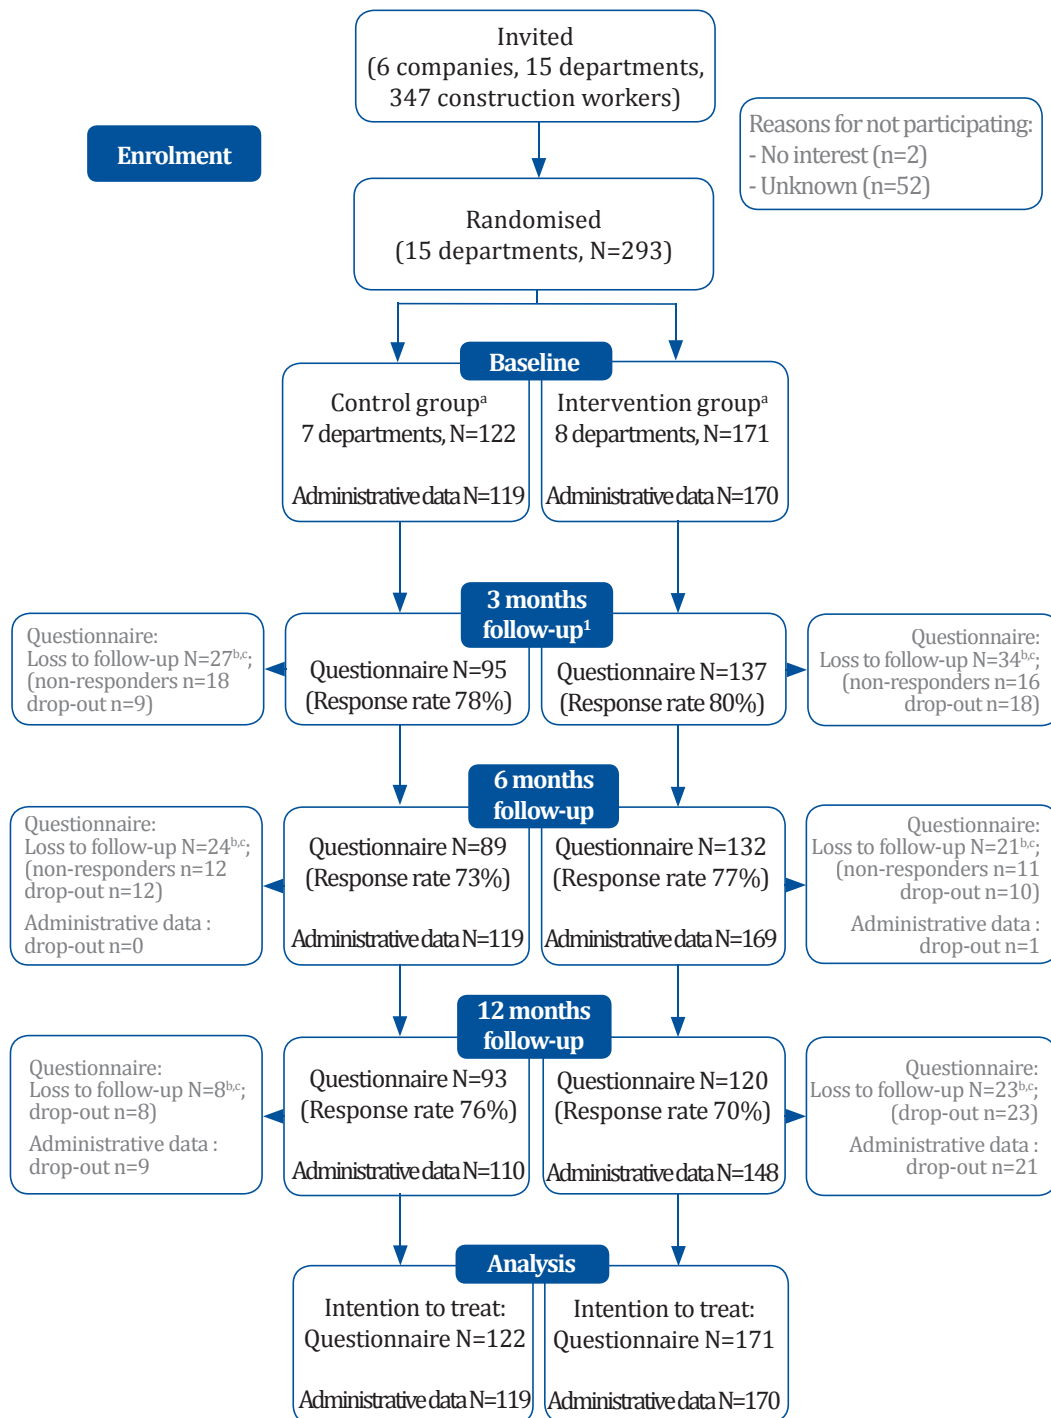 Invited
(6 companies, 15 departments,
347 construction workers)
Enrolment
Reasons for not participating:
- No interest (n=2)
- Unknown (n=52)
Randomised
(15 departments, N=293)
Baseline
Control groupᵃ
7 departments, N=122
Administrative data N=119
Intervention groupᵃ
8 departments, N=171
Administrative data N=170
3 months
follow-up¹
Questionnaire:
Loss to follow-up N=27ᵇ,ᶜ;
(non-responders n=18
drop-out n=9)
Questionnaire N=95
(Response rate 78%)
Questionnaire N=137
(Response rate 80%)
Questionnaire:
Loss to follow-up N=34ᵇ,ᶜ;
(non-responders n=16
drop-out n=18)
6 months
follow-up
Questionnaire:
Loss to follow-up N=24ᵇ,ᶜ;
(non-responders n=12
drop-out n=12)
Administrative data :
drop-out n=0
Questionnaire N=89
(Response rate 73%)
Administrative data N=119
Questionnaire N=132
(Response rate 77%)
Administrative data N=169
Questionnaire:
Loss to follow-up N=21ᵇ,ᶜ;
(non-responders n=11
drop-out n=10)
Administrative data :
drop-out n=1
12 months
follow-up
Questionnaire:
Loss to follow-up N=8ᵇ,ᶜ;
drop-out n=8)
Administrative data :
drop-out n=9
Questionnaire N=93
(Response rate 76%)
Administrative data N=110
Questionnaire N=120
(Response rate 70%)
Administrative data N=148
Questionnaire:
Loss to follow-up N=23ᵇ,ᶜ;
(drop-out n=23)
Administrative data :
drop-out n=21
Analysis
Intention to treat:
Questionnaire N=122
Administrative data N=119
Intention to treat:
Questionnaire N=171
Administrative data N=170